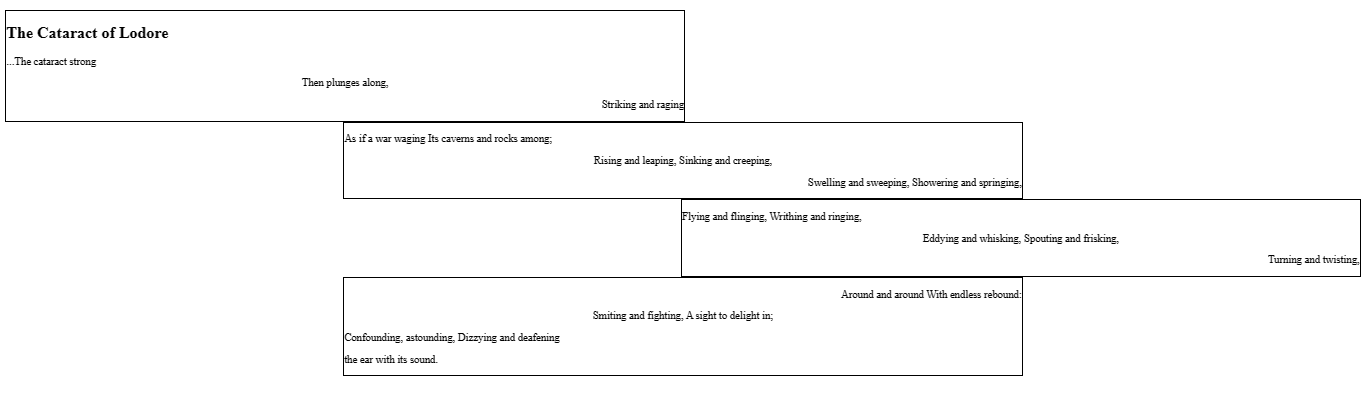 The Cataract of Lodore
...The cataract strong
Then plunges along,
Striking and raging
As if a war waging Its caverns and rocks among;
Rising and leaping, Sinking and creeping,
Swelling and sweeping, Showering and springing,
Flying and flinging, Writhing and ringing,
Eddying and whisking, Spouting and frisking,
Turning and twisting,
Around and around With endless rebound:
Smiting and fighting, A sight to delight in;
Confounding, astounding, Dizzying and deafening
the ear with its sound.